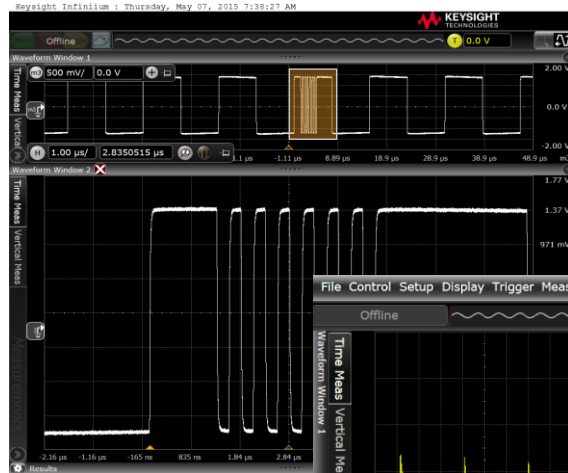 Keysight Infiniium : Thursday, May 07, 2015 7:38:27 AM
KEYSIGHT
TECHNOLOGIES
Offline
T 0.0 V
Waveform Window 1
m3 500 mV/ 0.0 V
2.00 V
0.0 V
-2.00 V
Time Meas
Vertical
m3
H 1.00 µs/ 2.8350515 µs
1.1 µs -1.11 µs 8.89 µs 18.9 µs 28.9 µs 38.9 µs 48.9 µs
Waveform Window 2
1.77
1.37
971 mV
Time Meas
Vertical Meas
Measurements
-2.16 µs -1.16 µs -165 ns 835 ns 1.84 µs 2.84 µs
Results
File Control Setup Display Trigger Meas
Offline
Waveform Window 1
Time Meas
Vertical Me